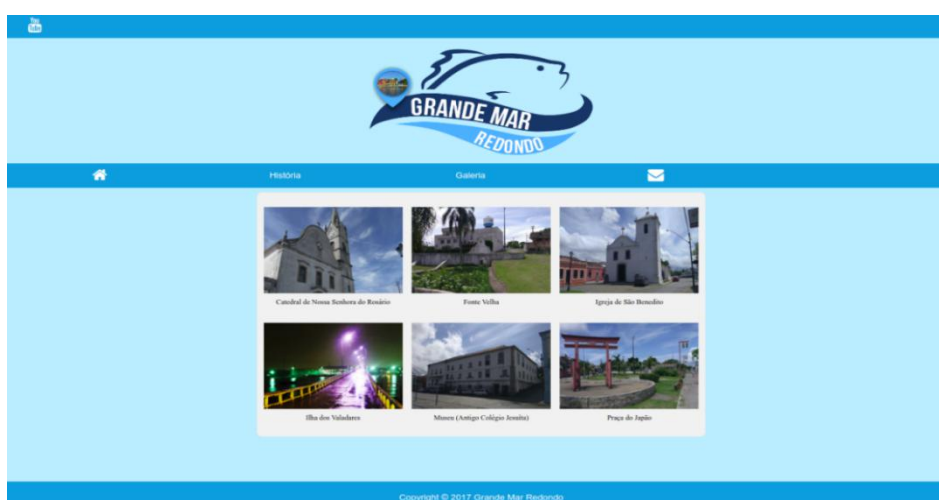 You
Tube
GRANDE MAR
REDONDO
História
Galeria
Catedral de Nossa Senhora do Rosário
Fonte Velha
Igreja de São Benedito
Ilha dos Valadares
Museu (Antigo Colégio Jesuíta)
Praça do Japão
Copyright © 2017 Grande Mar Redondo